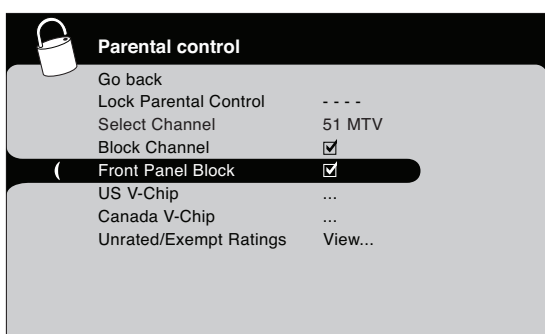 Parental control
Go back
Lock Parental Control - - - -
Select Channel 51 MTV
Block Channel
Front Panel Block
US V-Chip ...
Canada V-Chip ...
Unrated/Exempt Ratings View...